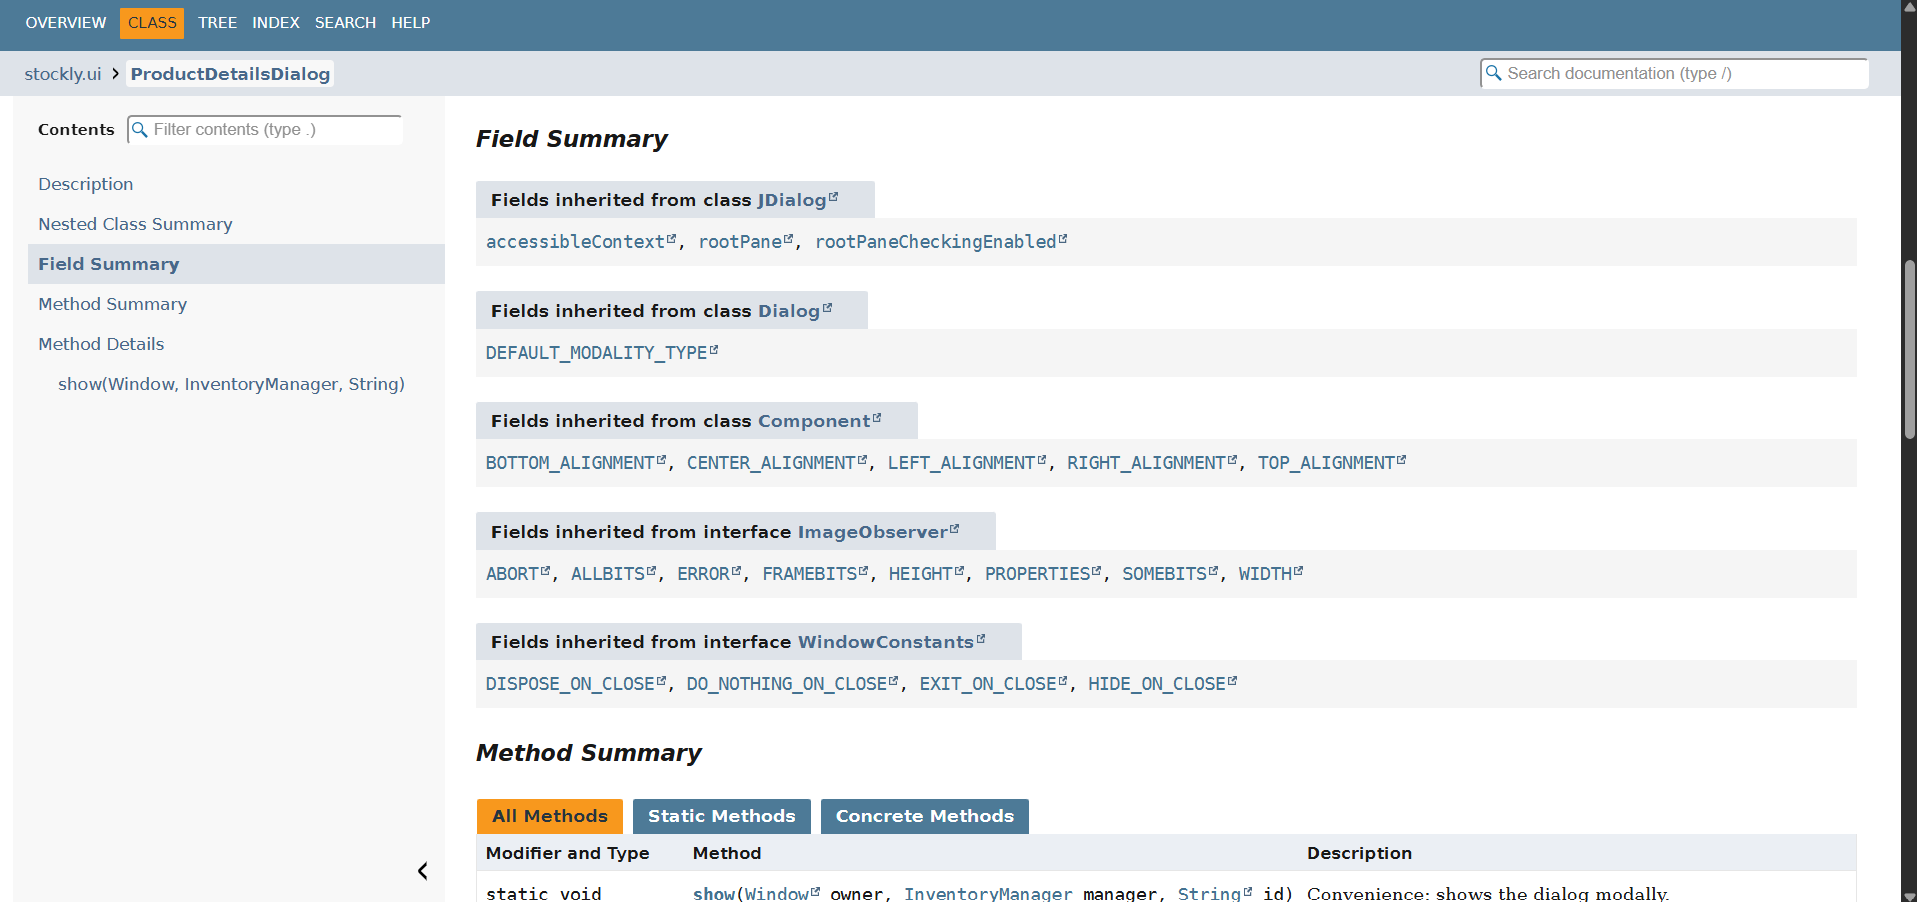 OVERVIEW CLASS TREE INDEX SEARCH HELP
stockly.ui ProductDetailsDialog Search documentation (type /)
Contents Filter contents (type .)
Description
Nested Class Summary
Field Summary
Method Summary
Method Details
show(Window, InventoryManager, String)
Field Summary
Fields inherited from class JDialog
accessibleContext, rootPane, rootPaneCheckingEnabled
Fields inherited from class Dialog
DEFAULT_MODALITY_TYPE
Fields inherited from class Component
BOTTOM_ALIGNMENT, CENTER_ALIGNMENT, LEFT_ALIGNMENT, RIGHT_ALIGNMENT, TOP_ALIGNMENT
Fields inherited from interface ImageObserver
ABORT, ALLBITS, ERROR, FRAMEBITS, HEIGHT, PROPERTIES, SOMEBITS, WIDTH
Fields inherited from interface WindowConstants
DISPOSE_ON_CLOSE, DO_NOTHING_ON_CLOSE, EXIT_ON_CLOSE, HIDE_ON_CLOSE
Method Summary
All Methods Static Methods Concrete Methods
Modifier and Type Method Description
static void show(Window owner, InventoryManager manager, String id) Convenience: shows the dialog modally.